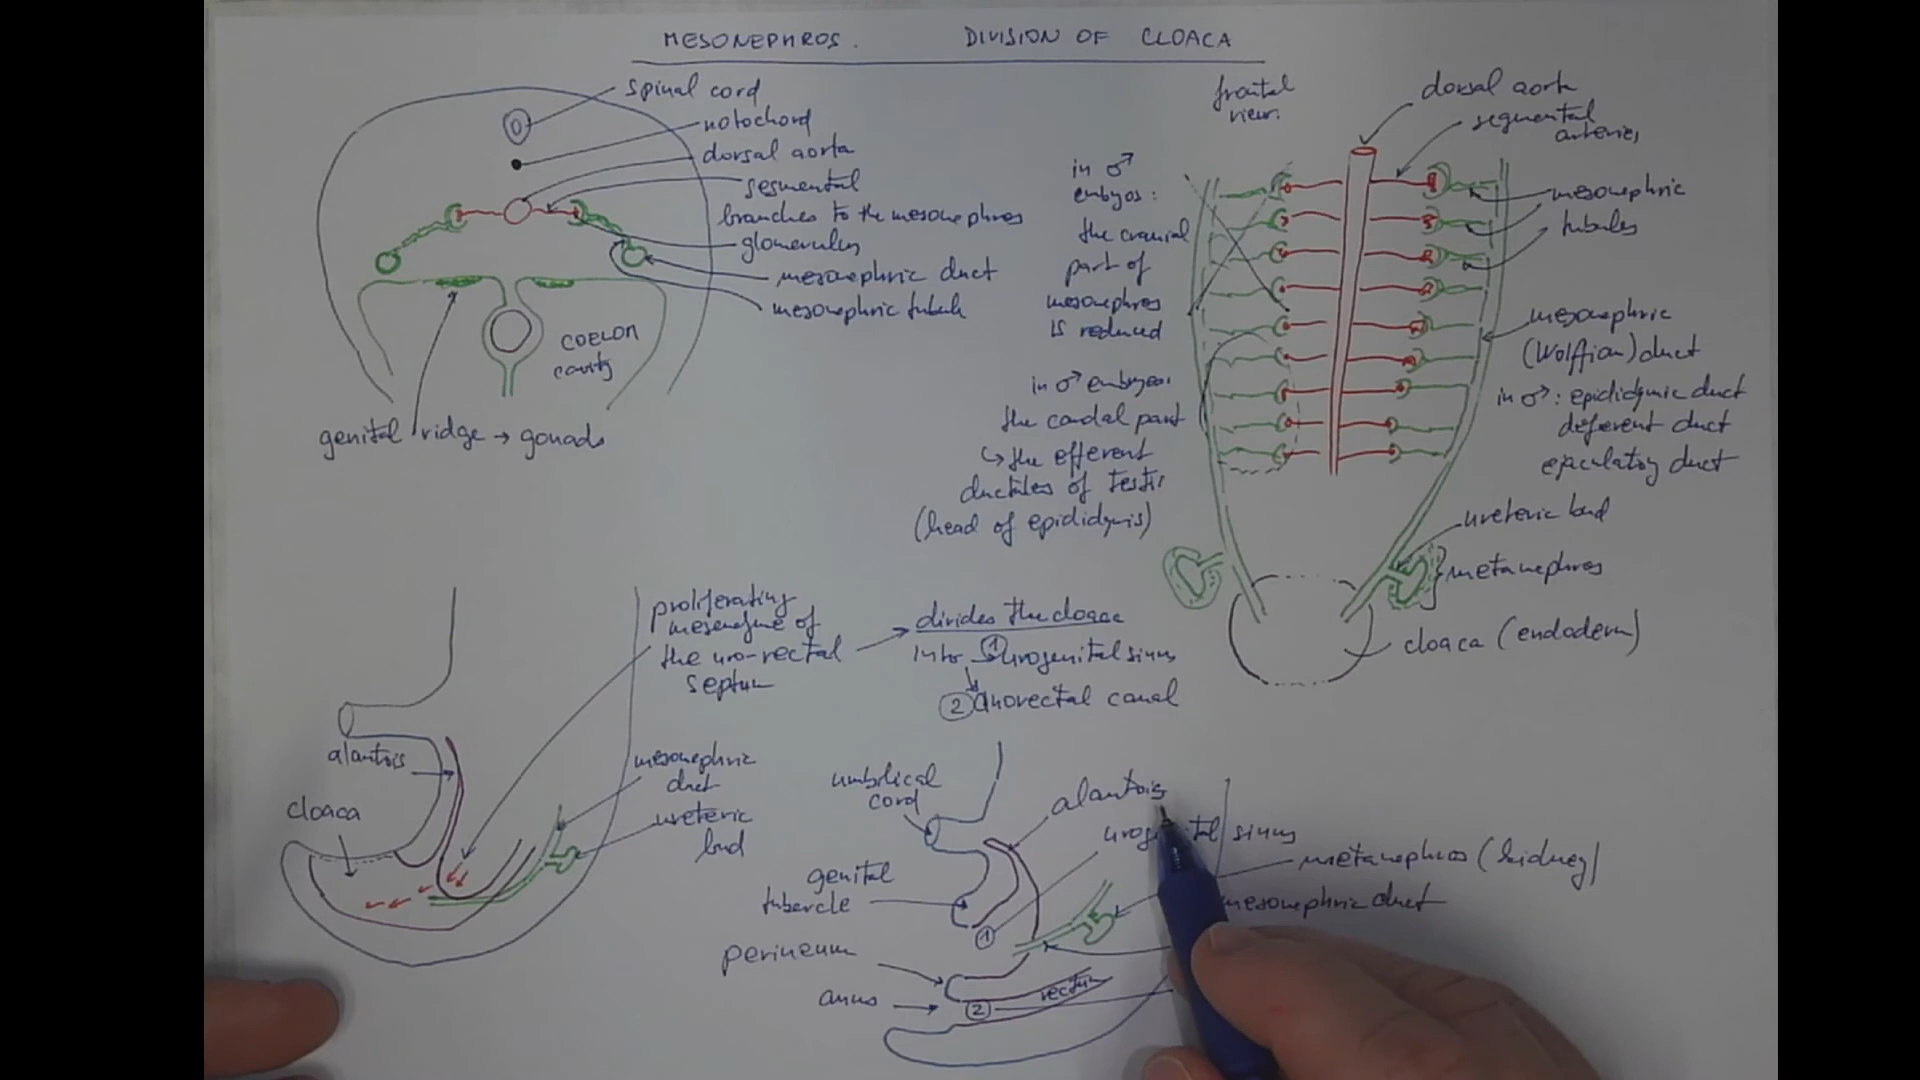 MESONEPHROS. DIVISION OF CLOACA
spinal cord
notochord
dorsal aorta
segmental
branches to the mesonephros
glomerulus
mesonephric duct
mesonephric tubule
COELOM
cavity
genital ridge → gonads
frontal
view.
dorsal aorta
segmental
arteries
mesonephric
tubules
in ♂
embyos:
the cranial
part of
mesonephros
is reduced
in ♂ embryos.
the caudal part
↳ the efferent
ductules of testis
(head of epididymis)
mesonephric
(Wolffian) duct
in ♂: epididymic duct
deferent duct
ejaculatory duct
ureteric bud
metanephros
cloaca (endoderm)
proliferating
mesenchyme of
the uro-rectal
septum
divides the cloaca
into ① urogenital sinus
② anorectal canal
alantois
cloaca
mesonephric
duct
ureteric
bud
umbilical
cord
alantois
sinus
genital
tubercle
metanephros (kidney)
mesonephric duct
①
perineum
anus
②
rectum